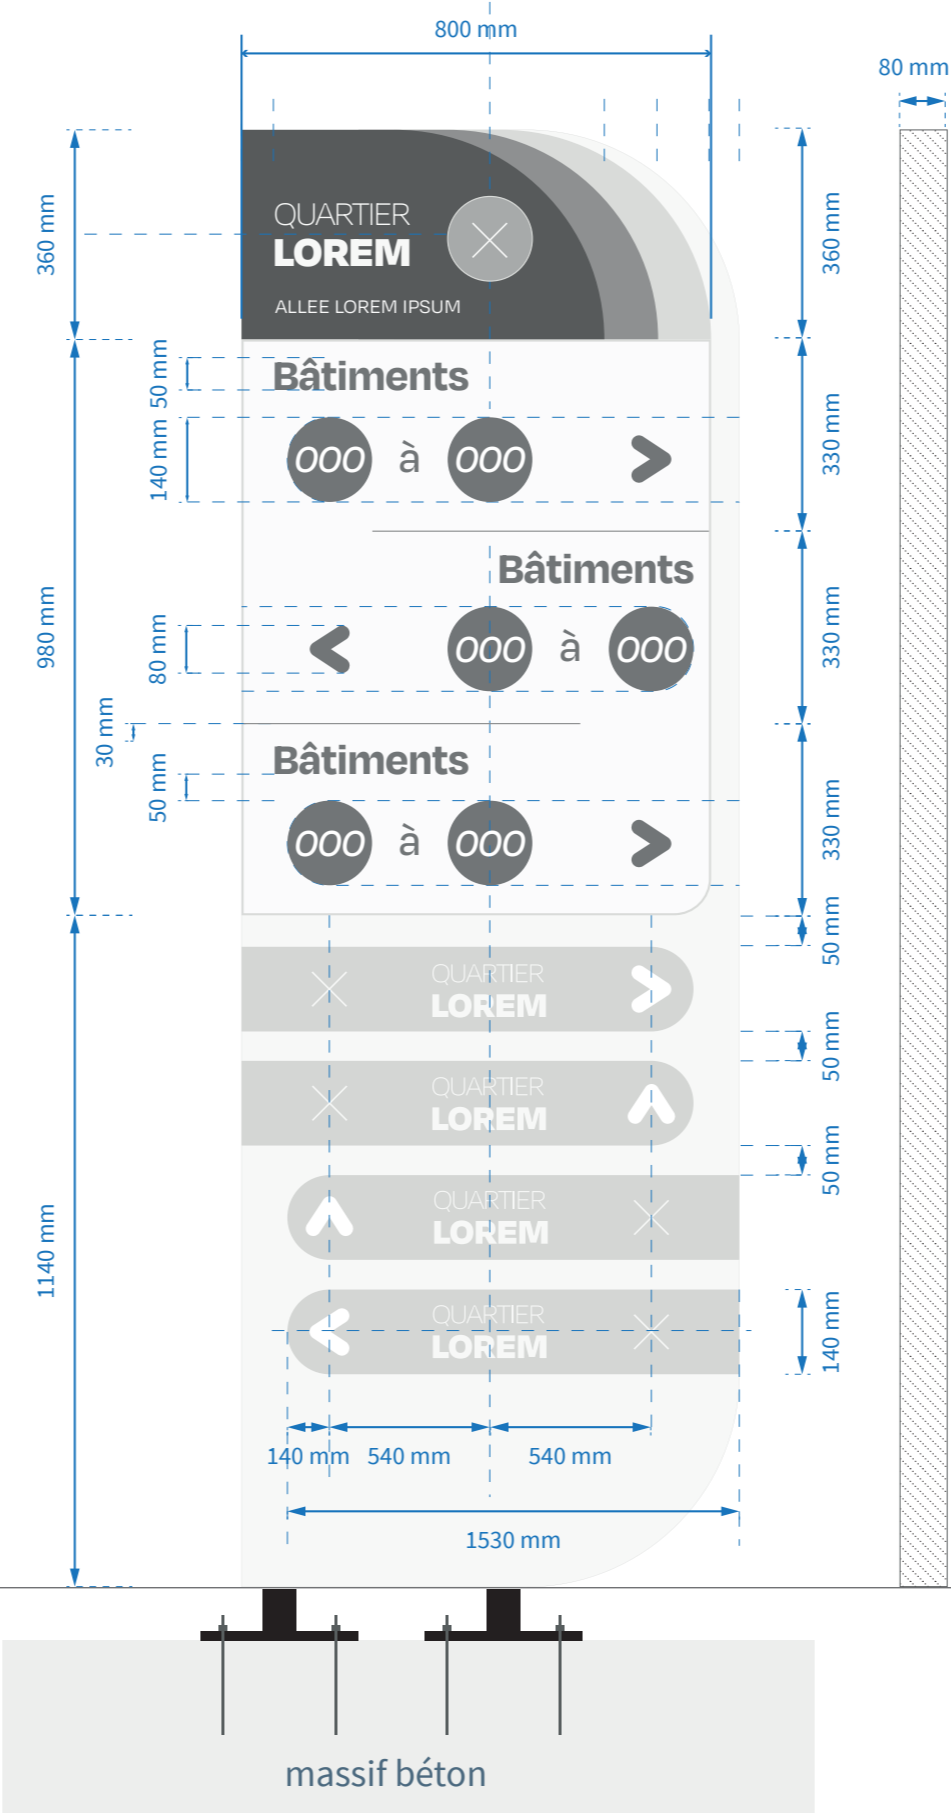 800 mm
80 mm
360 mm
360 mm
QUARTIER
LOREM
ALLEE LOREM IPSUM
50 mm
Bâtiments
140 mm
000 à 000 >
330 mm
Bâtiments
980 mm
80 mm
< 000 à 000
330 mm
30 mm
Bâtiments
50 mm
000 à 000 >
330 mm
50 mm
QUARTIER
LOREM
50 mm
QUARTIER
LOREM
50 mm
QUARTIER
LOREM
1140 mm
QUARTIER
LOREM
140 mm
140 mm 540 mm 540 mm
1530 mm
massif béton